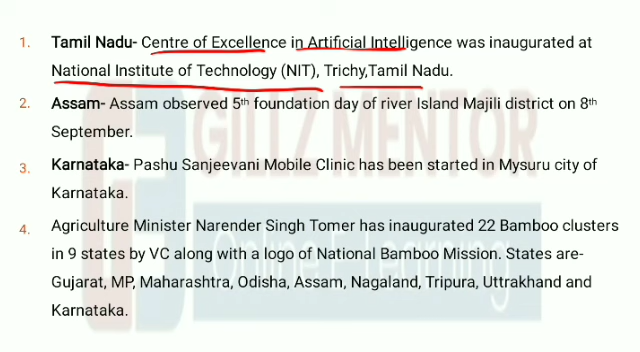 1. Tamil Nadu- Centre of Excellence in Artificial Intelligence was inaugurated at
National Institute of Technology (NIT), Trichy,Tamil Nadu.
2. Assam- Assam observed 5th foundation day of river Island Majili district on 8th
September.
3. Karnataka- Pashu Sanjeevani Mobile Clinic has been started in Mysuru city of
Karnataka.
4. Agriculture Minister Narender Singh Tomer has inaugurated 22 Bamboo clusters
in 9 states by VC along with a logo of National Bamboo Mission. States are-
Gujarat, MP, Maharashtra, Odisha, Assam, Nagaland, Tripura, Uttrakhand and
Karnataka.
GILLZ MENTOR
Online E-Learning